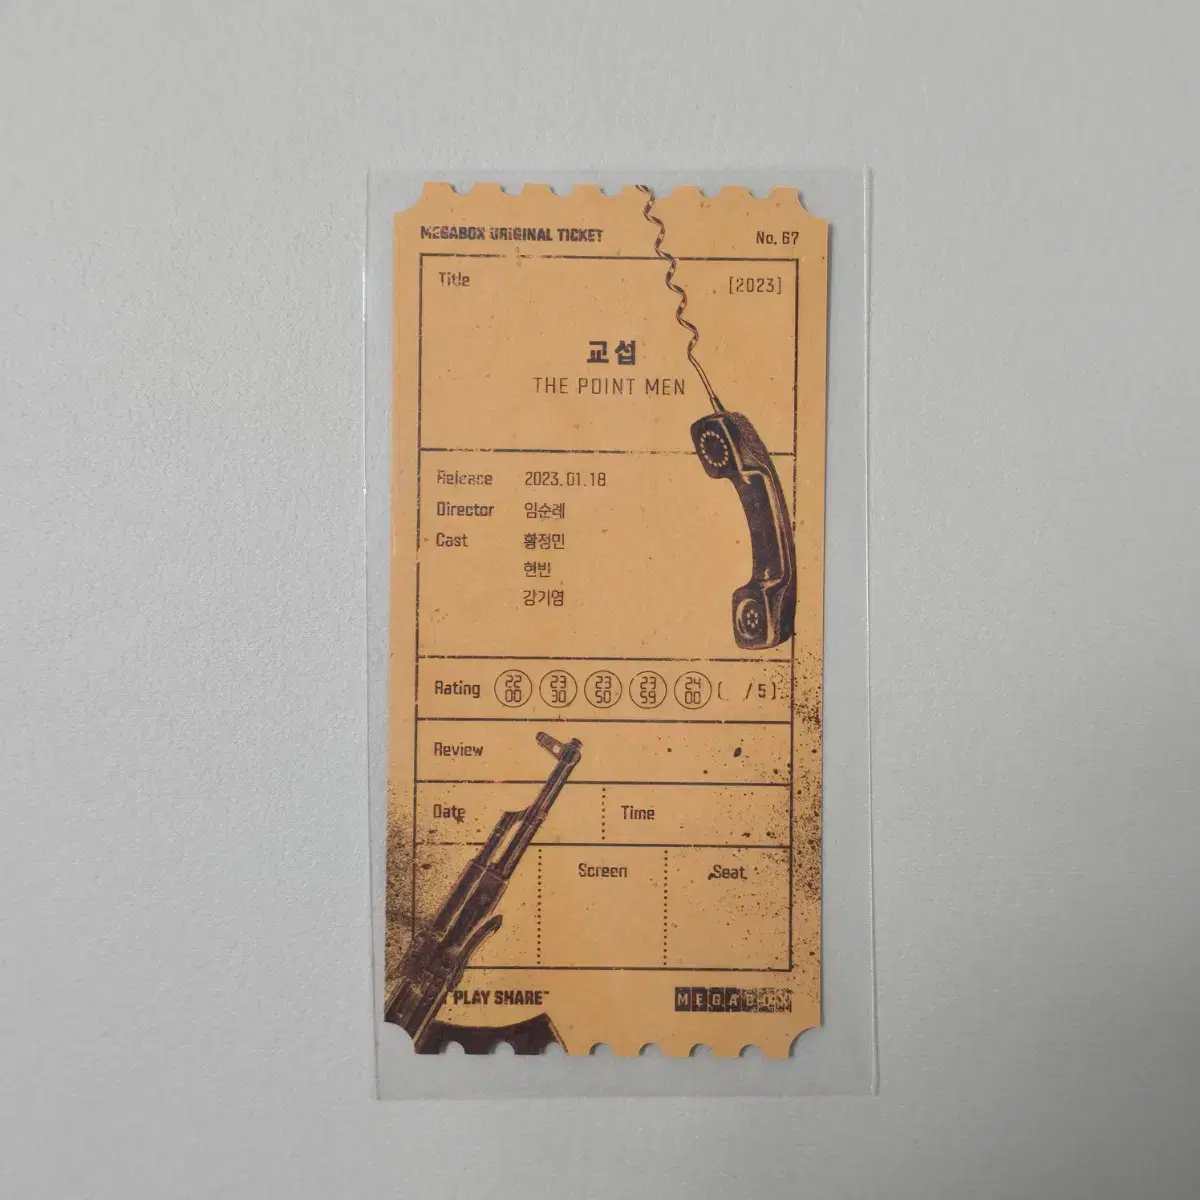 MEGABOX ORIGINAL TICKET No. 67
Title [2023]
교섭
THE POINT MEN
Release 2023.01.18
Director 임순례
Cast 황정민
현빈
강기영
Rating 22 00 23 30 23 50 23 59 24 00 ( / 5 )
Review
Date Time
Screen Seat
PLAY SHARE MEGABOX